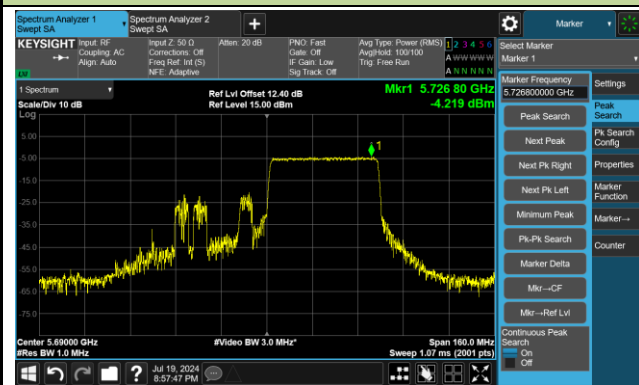 Spectrum Analyzer 1
Swept SA
Spectrum Analyzer 2
Swept SA
+
Marker
KEYSIGHT
Input: RF
Coupling: AC
Align: Auto
Input Z: 50 Ω
Corrections: Off
Freq Ref: Int (S)
NFE: Adaptive
Atten: 20 dB
PNO: Fast
Gate: Off
IF Gain: Low
Sig Track: Off
Avg Type: Power (RMS)
Avg|Hold: 100/100
Trig: Free Run
1 2 3 4 5 6
A W W W W W
A N N N N N
Select Marker
Marker 1
1 Spectrum
Scale/Div 10 dB
Log
Ref Lvl Offset 12.40 dB
Ref Level 15.00 dBm
Mkr1 5.726 80 GHz
-4.219 dBm
5.00
-5.00
-15.0
-25.0
-35.0
-45.0
-55.0
-65.0
-75.0
1
Center 5.69000 GHz
#Res BW 1.0 MHz
#Video BW 3.0 MHz*
Span 160.0 MHz
Sweep 1.07 ms (2001 pts)
Marker Frequency
5.726800000 GHz
Peak Search
Next Peak
Next Pk Right
Next Pk Left
Minimum Peak
Pk-Pk Search
Marker Delta
Mkr→CF
Mkr→Ref Lvl
Continuous Peak
Search
On
Off
Settings
Peak
Search
Pk Search
Config
Properties
Marker
Function
Marker→
Counter
?
Jul 19, 2024
8:57:47 PM